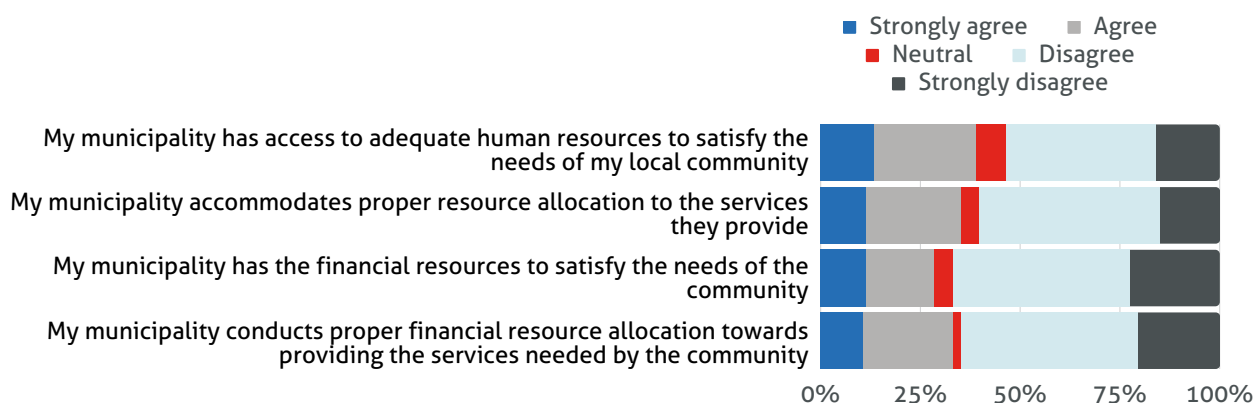 Strongly agree Agree
Neutral Disagree
Strongly disagree
My municipality has access to adequate human resources to satisfy the
needs of my local community
My municipality accommodates proper resource allocation to the services
they provide
My municipality has the financial resources to satisfy the needs of the
community
My municipality conducts proper financial resource allocation towards
providing the services needed by the community
0% 25% 50% 75% 100%